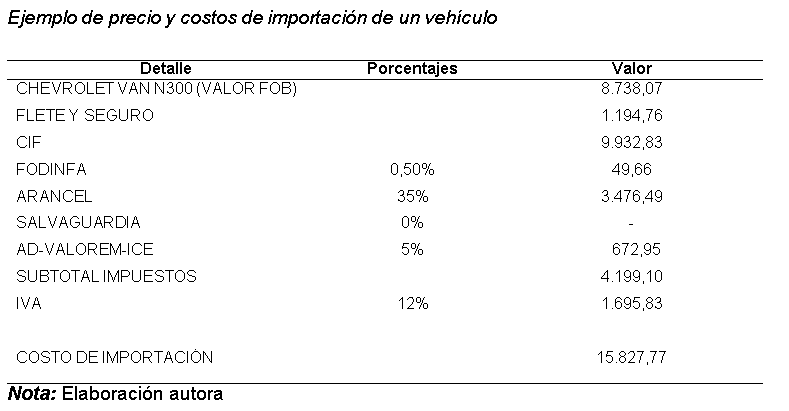 Ejemplo de precio y costos de importación de un vehículo
Detalle Porcentajes Valor
CHEVROLET VAN N300 (VALOR FOB) 8.738,07
FLETE Y SEGURO 1.194,76
CIF 9.932,83
FODINFA 0,50% 49,66
ARANCEL 35% 3.476,49
SALVAGUARDIA 0% -
AD-VALOREM-ICE 5% 672,95
SUBTOTAL IMPUESTOS 4.199,10
IVA 12% 1.695,83
COSTO DE IMPORTACIÓN 15.827,77
Nota: Elaboración autora